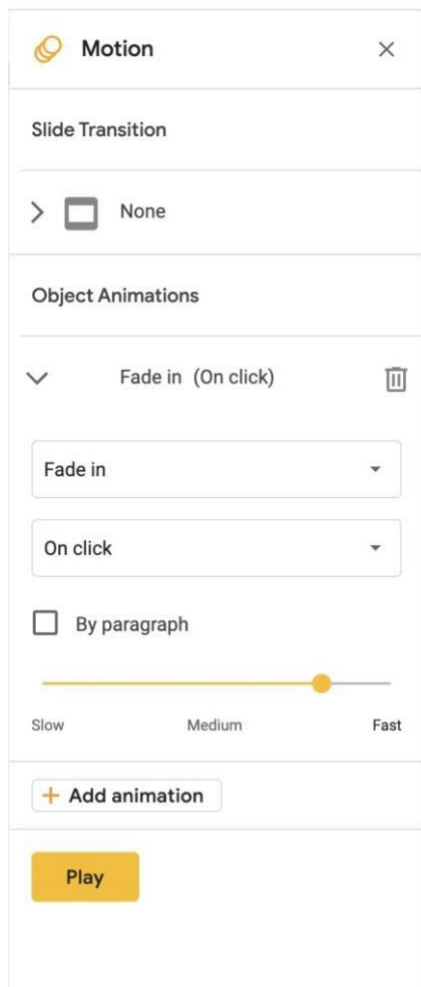 Motion
Slide Transition
None
Object Animations
Fade in (On click)
Fade in
On click
By paragraph
Slow Medium Fast
+ Add animation
Play